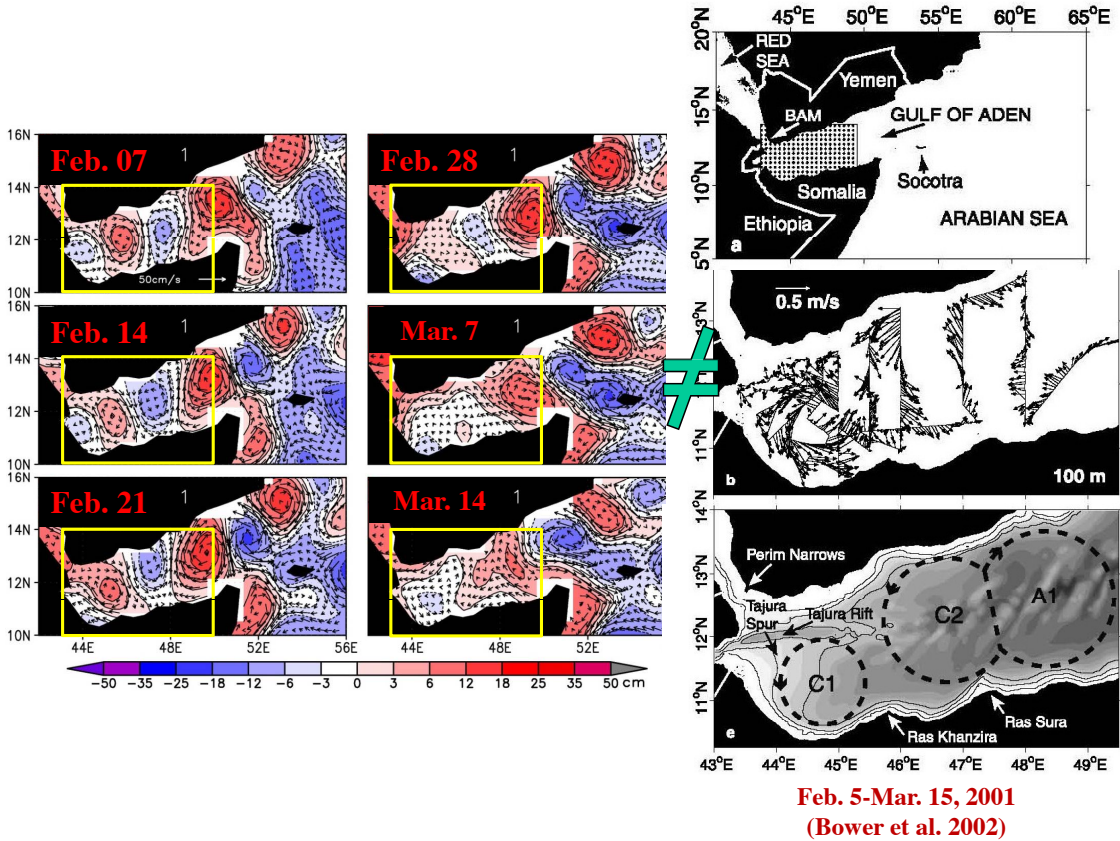 Feb. 07
1
16N
14N
12N
10N
50cm/s
Feb. 28
1
Feb. 14
1
16N
14N
12N
10N
Mar. 7
1
Feb. 21
1
16N
14N
12N
10N
44E 48E 52E 56E
Mar. 14
1
44E 48E 52E
−50 −35 −25 −18 −12 −6 −3 0 3 6 12 18 25 35 50 cm
≠
45°E 50°E 55°E 60°E 65°E
20°N
15°N
10°N
5°N
RED
SEA
Yemen
BAM
GULF OF ADEN
Somalia
Socotra
Ethiopia
ARABIAN SEA
a
0.5 m/s
13°N
11°N
b
100 m
14°N
13°N
12°N
11°N
Perim Narrows
Tajura
Spur
Tajura Rift
C2
A1
C1
Ras Sura
Ras Khanzira
e
43°E 44°E 45°E 46°E 47°E 48°E 49°E
Feb. 5-Mar. 15, 2001
(Bower et al. 2002)